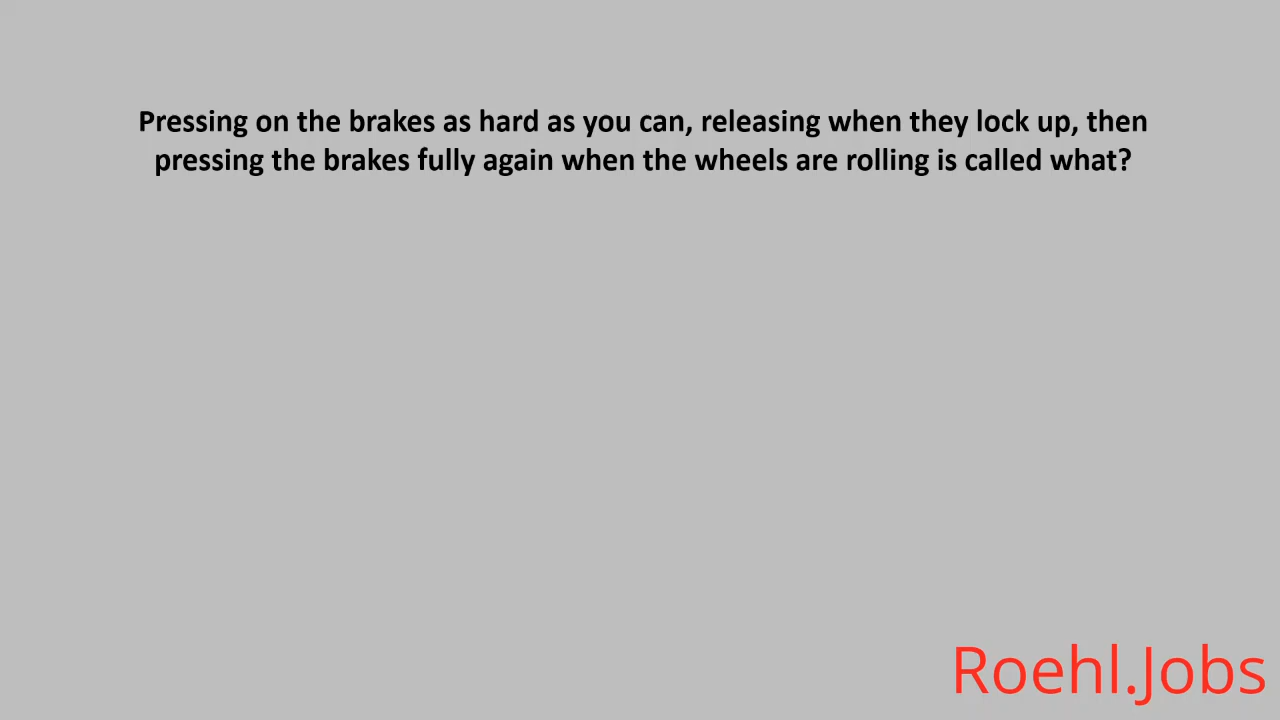 Pressing on the brakes as hard as you can, releasing when they lock up, then
pressing the brakes fully again when the wheels are rolling is called what?
Roehl.Jobs